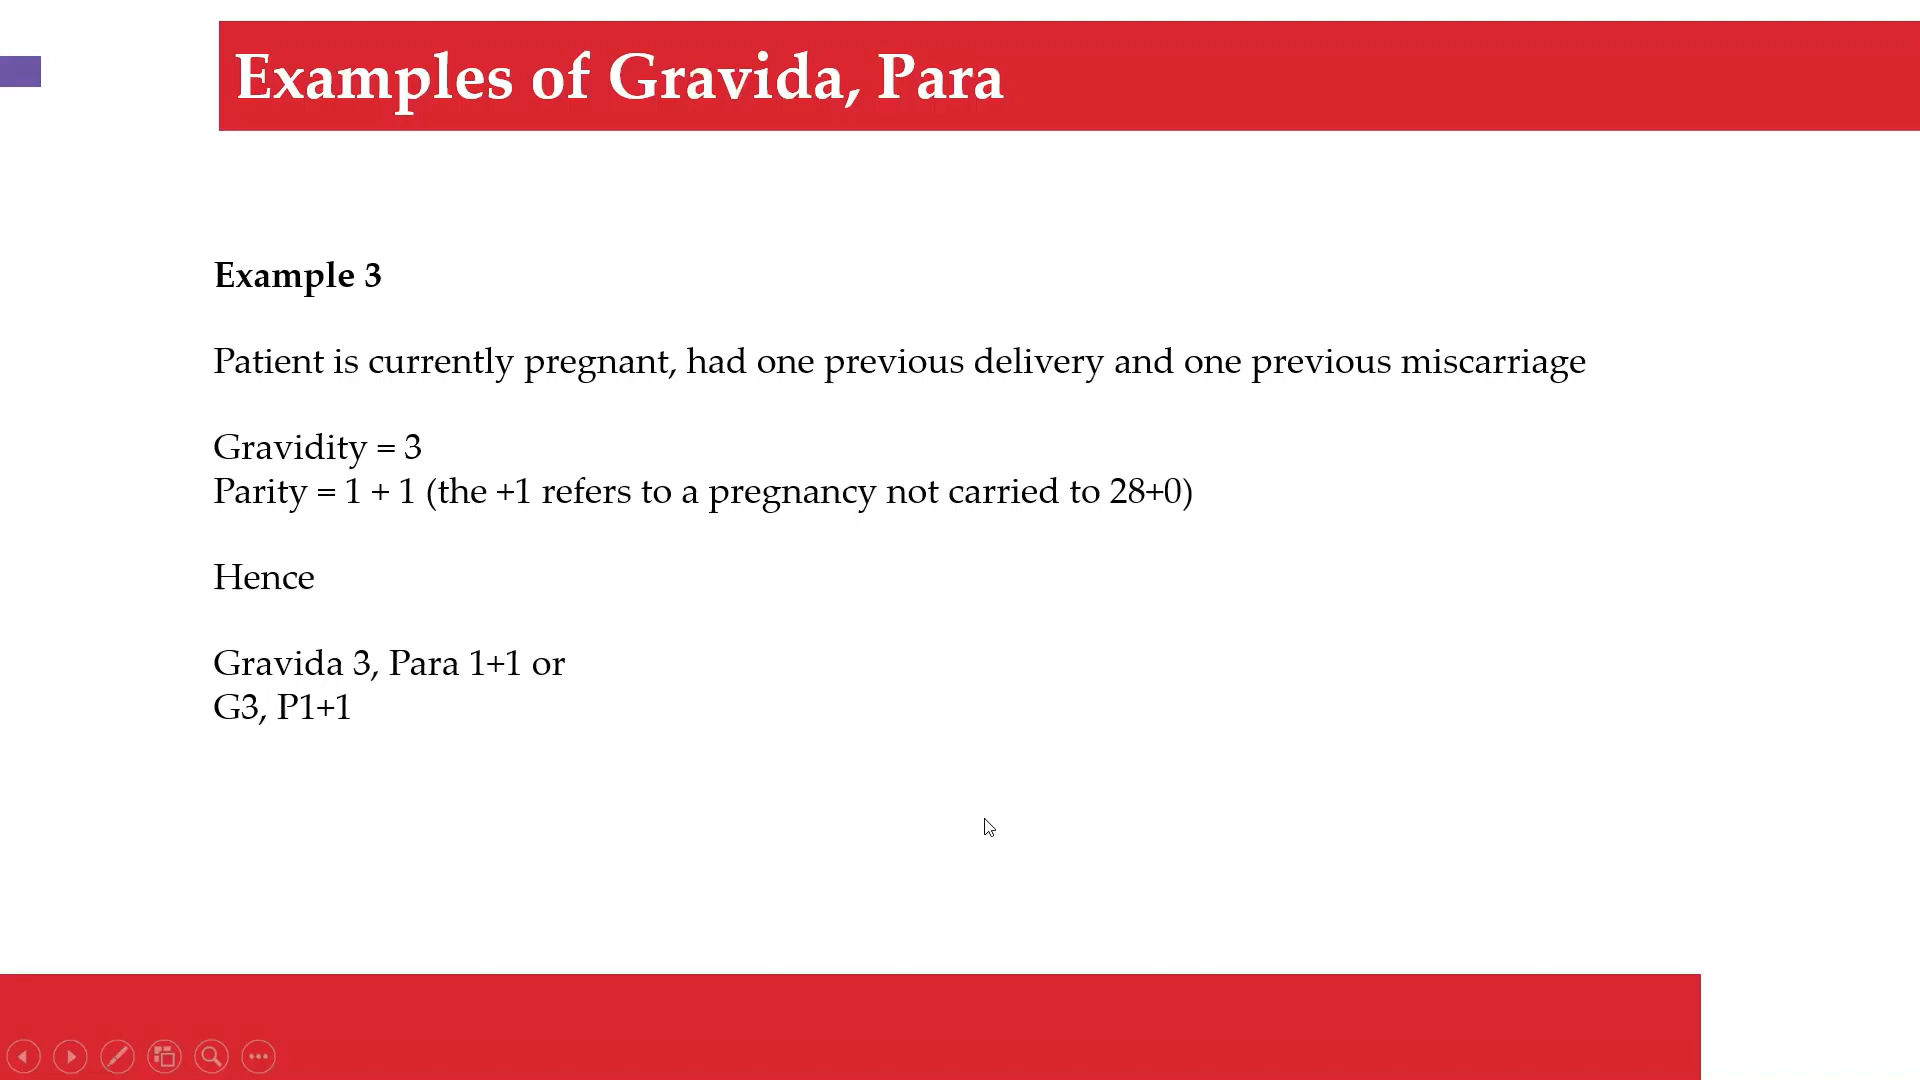 Examples of Gravida, Para
Example 3
Patient is currently pregnant, had one previous delivery and one previous miscarriage
Gravidity = 3
Parity = 1 + 1 (the +1 refers to a pregnancy not carried to 28+0)
Hence
Gravida 3, Para 1+1 or
G3, P1+1